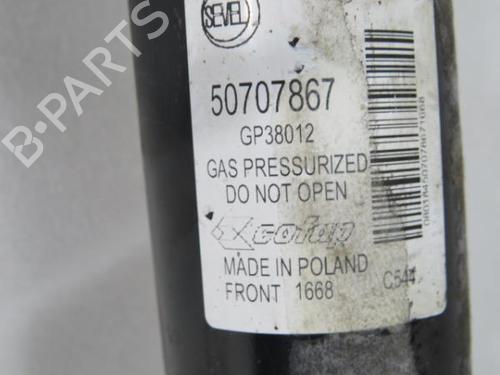 SEVEL
50707867
GP38012
GAS PRESSURIZED
DO NOT OPEN
cofap
MADE IN POLAND
FRONT 1668
C544
B-PARTS